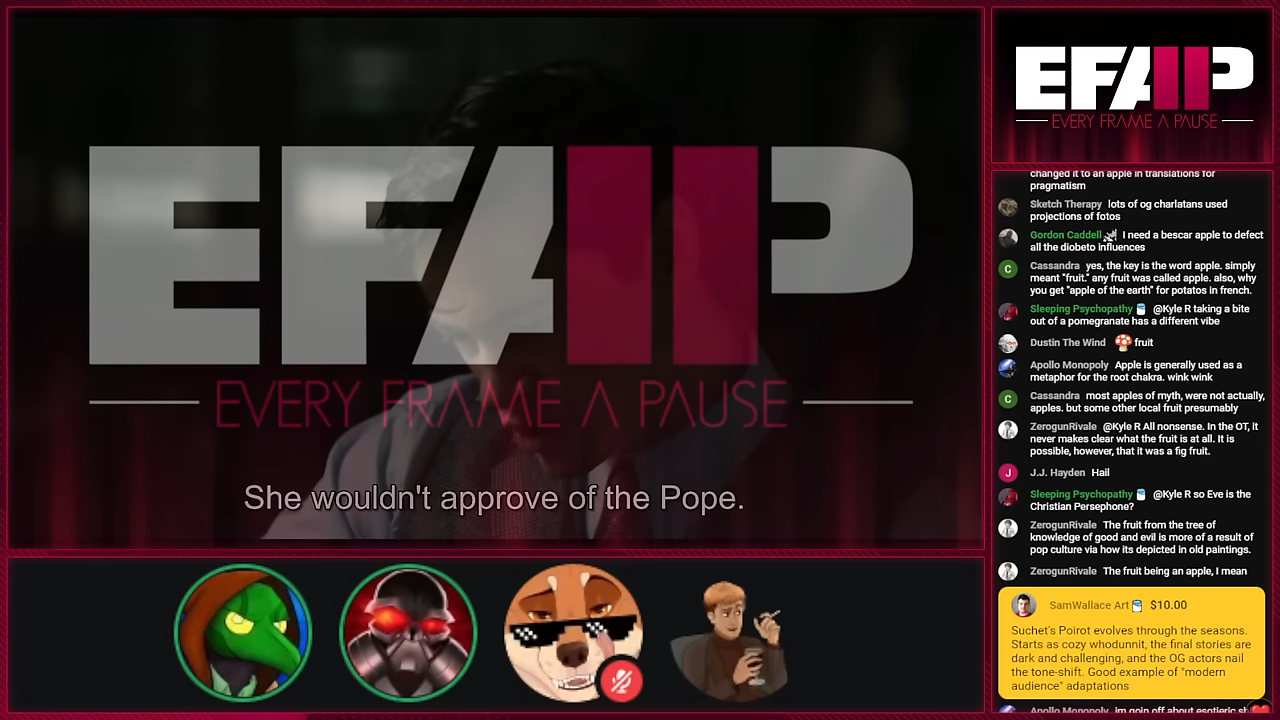 EFAP
EVERY FRAME A PAUSE
She wouldn't approve of the Pope.
EFAP
EVERY FRAME A PAUSE
changed it to an apple in translations for
pragmatism
Sketch Therapy lots of og charlatans used
projections of fotos
Gordon Caddell I need a bescar apple to defect
all the diobeto influences
C
Cassandra yes, the key is the word apple. simply
meant "fruit." any fruit was called apple. also, why
you get "apple of the earth" for potatos in french.
Sleeping Psychopathy @Kyle R taking a bite
out of a pomegranate has a different vibe
Dustin The Wind fruit
Apollo Monopoly Apple is generally used as a
metaphor for the root chakra. wink wink
C
Cassandra most apples of myth, were not actually,
apples. but some other local fruit presumably
ZerogunRivale @Kyle R All nonsense. In the OT, it
never makes clear what the fruit is at all. It is
possible, however, that it was a fig fruit.
J
J.J. Hayden Hail
Sleeping Psychopathy @Kyle R so Eve is the
Christian Persephone?
ZerogunRivale The fruit from the tree of
knowledge of good and evil is more of a result of
pop culture via how its depicted in old paintings.
ZerogunRivale The fruit being an apple, I mean
SamWallace Art $10.00
Suchet's Poirot evolves through the seasons.
Starts as cozy whodunnit, the final stories are
dark and challenging, and the OG actors nail
the tone-shift. Good example of "modern
audience" adaptations
Apollo Monopoly im goin off about esoteric